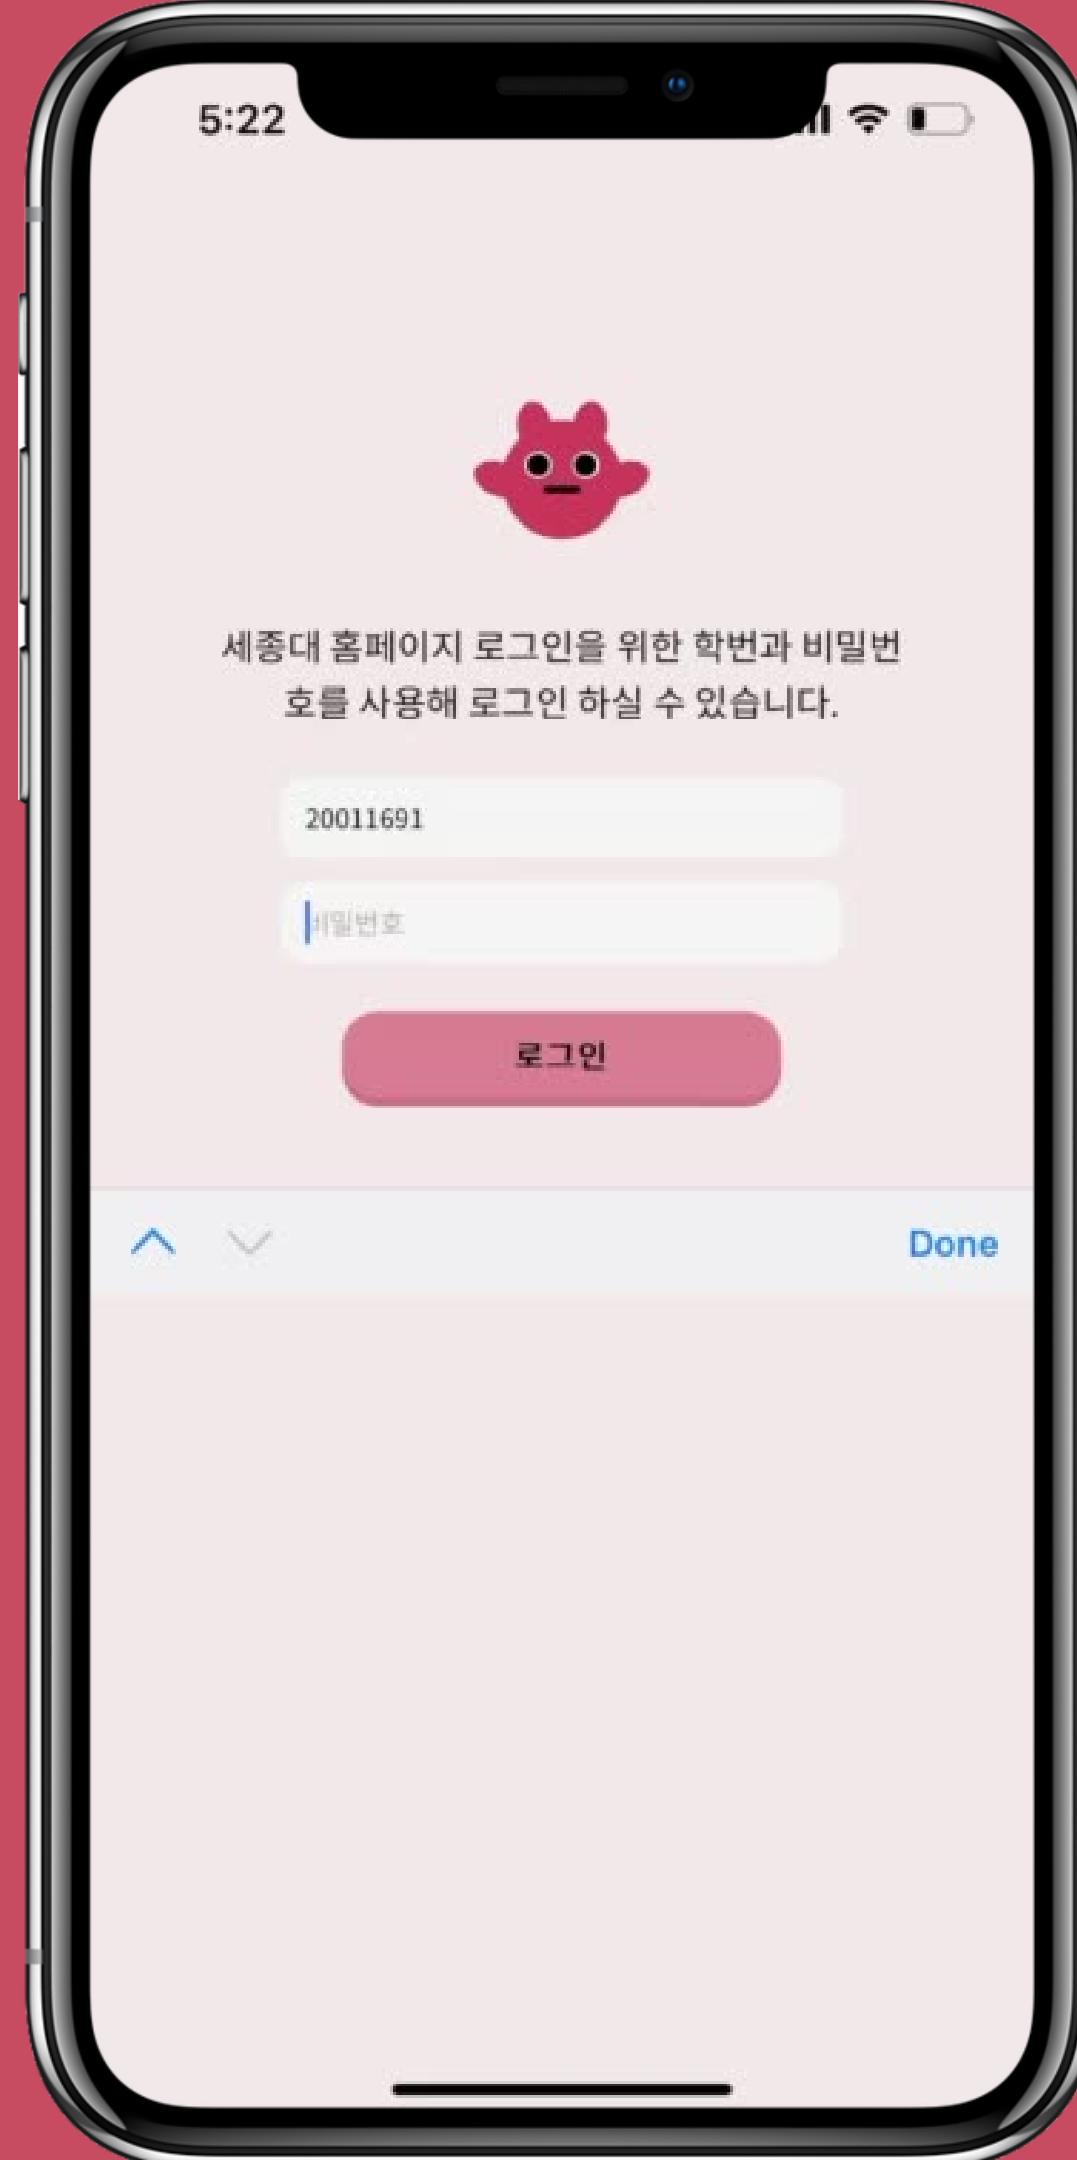 5:22
세종대 홈페이지 로그인을 위한 학번과 비밀번
호를 사용해 로그인 하실 수 있습니다.
20011691
비밀번호
로그인
Done